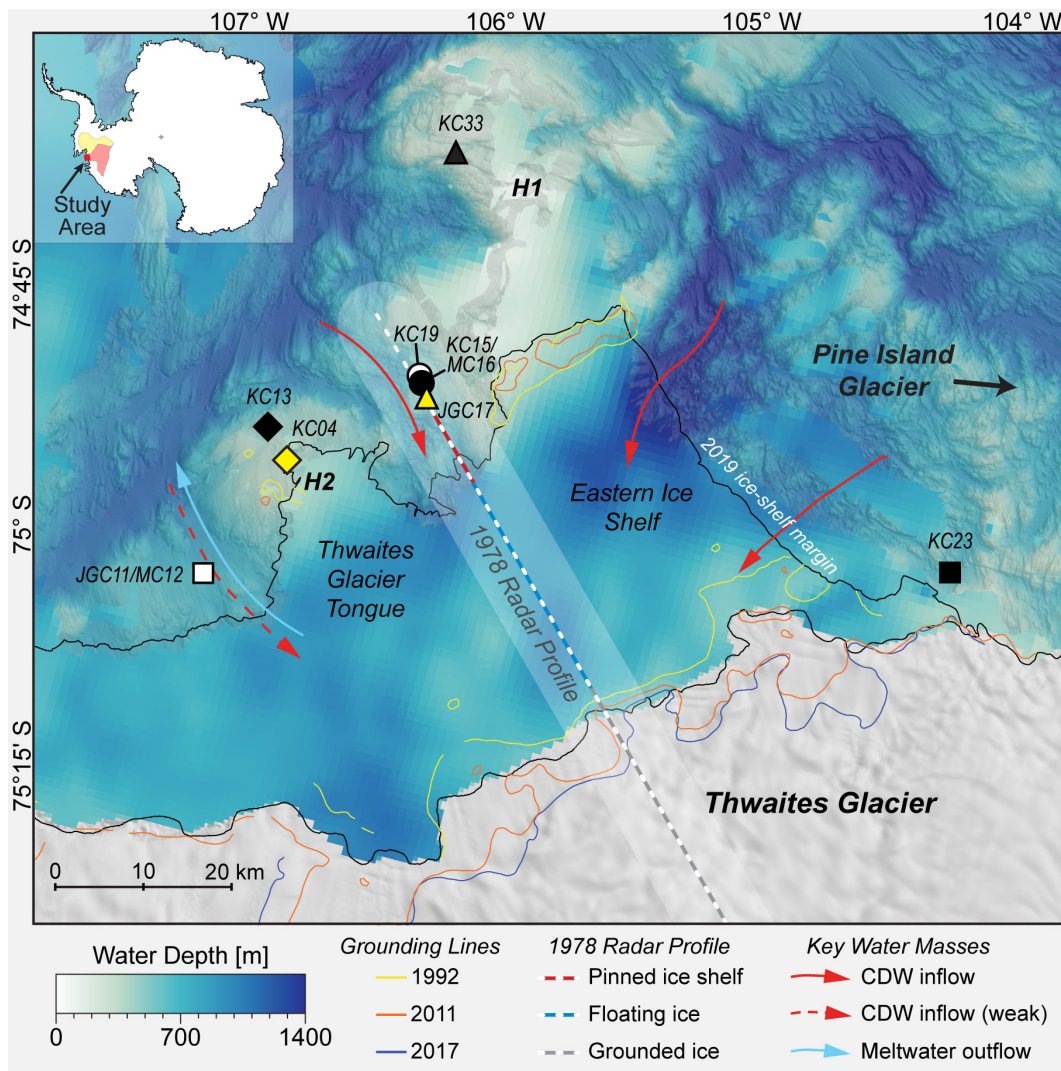 107° W
106° W
105° W
104° W
Study
Area
KC33
H1
74°45' S
KC19
KC15/
MC16
JGC17
Pine Island
Glacier
KC13
KC04
H2
75° S
2019 ice-shelf margin
Eastern Ice
Shelf
KC23
JGC11/MC12
Thwaites
Glacier
Tongue
1978 Radar Profile
75°15' S
Thwaites Glacier
0
10
20 km
Water Depth [m]
0
700
1400
Grounding Lines
1992
2011
2017
1978 Radar Profile
Pinned ice shelf
Floating ice
Grounded ice
Key Water Masses
CDW inflow
CDW inflow (weak)
Meltwater outflow